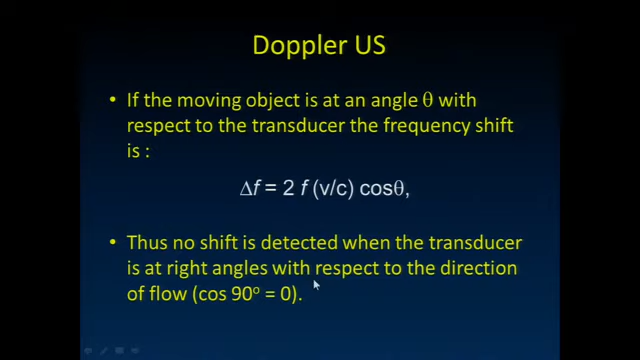 Doppler US
• If the moving object is at an angle θ with
respect to the transducer the frequency shift
is :
Δf = 2 f (v/c) cosθ,
• Thus no shift is detected when the transducer
is at right angles with respect to the direction
of flow (cos 90° = 0).